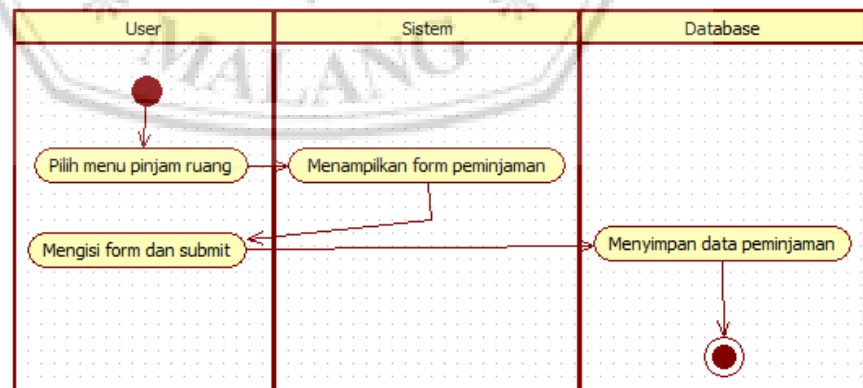 User
Sistem
Database
MALANG
Pilih menu pinjam ruang
Menampilkan form peminjaman
Mengisi form dan submit
Menyimpan data peminjaman